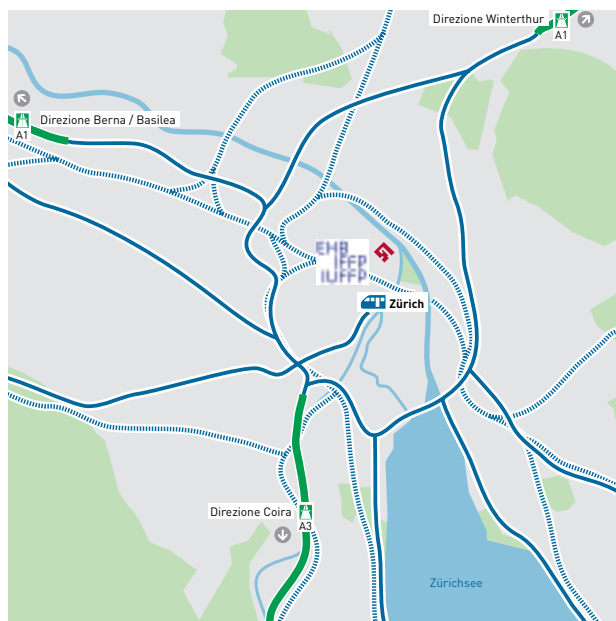 Direzione Winterthur
A1
Direzione Berna / Basilea
A1
EHB
IFFP
IUFFP
Zürich
Direzione Coira
A3
Zürichsee